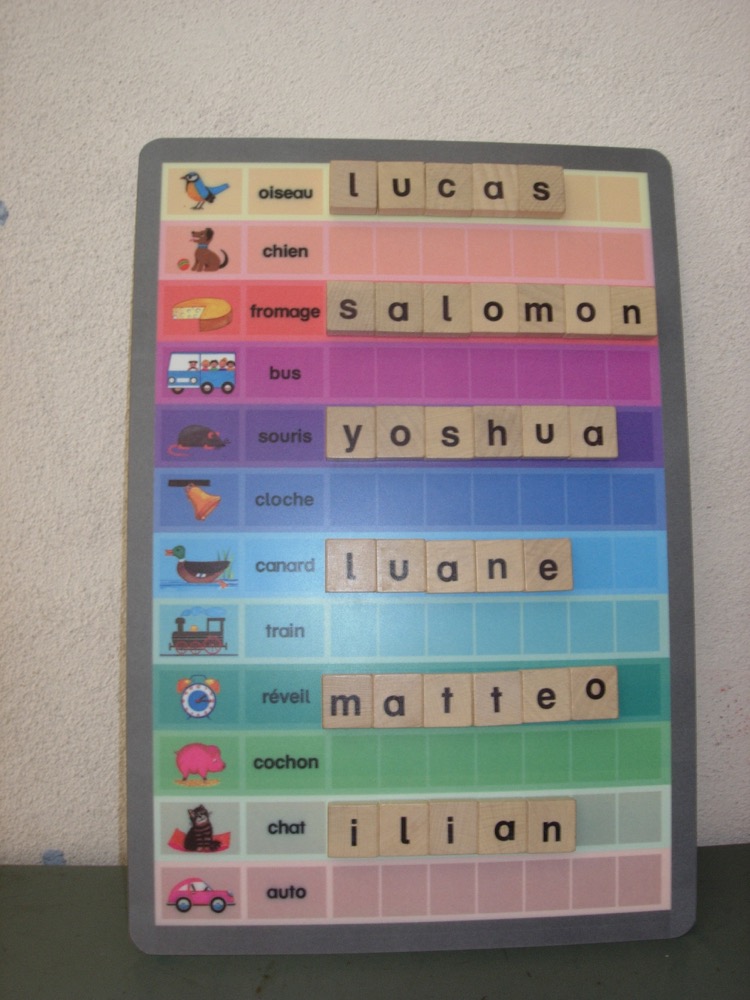 oiseau lucas
chien
fromage salomon
bus
souris yoshua
cloche
canard luane
train
réveil matteo
cochon
chat ilian
auto